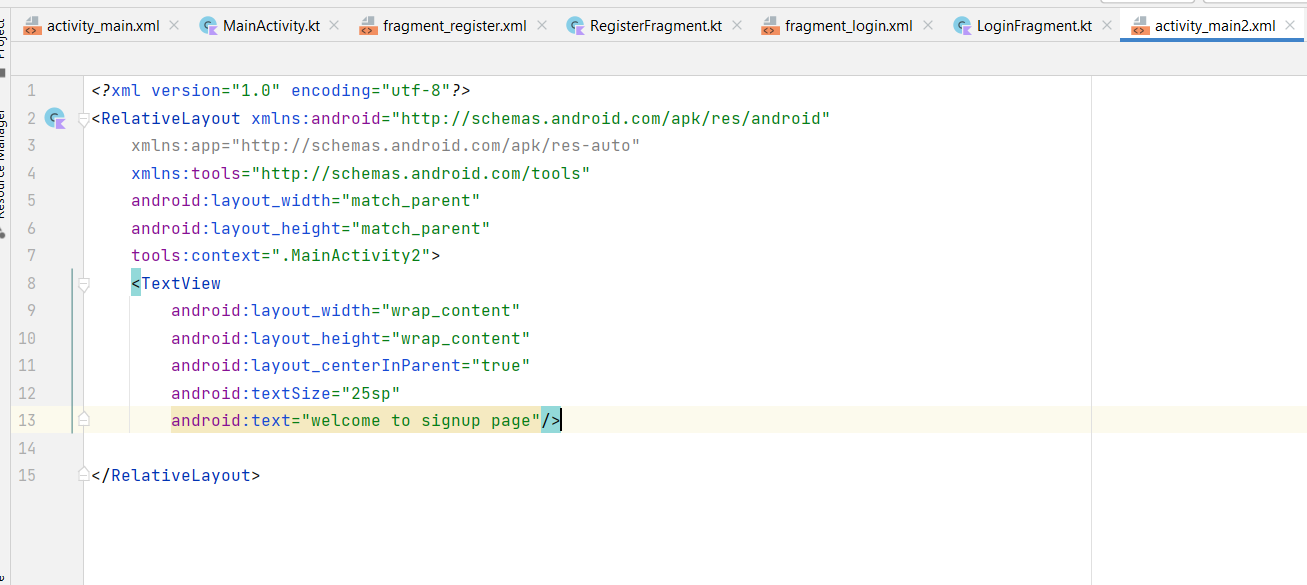 activity_main.xml MainActivity.kt fragment_register.xml RegisterFragment.kt fragment_login.xml LoginFragment.kt activity_main2.xml
Project
Resource Manager
1 <?xml version="1.0" encoding="utf-8"?>
2 <RelativeLayout xmlns:android="http://schemas.android.com/apk/res/android"
3 xmlns:app="http://schemas.android.com/apk/res-auto"
4 xmlns:tools="http://schemas.android.com/tools"
5 android:layout_width="match_parent"
6 android:layout_height="match_parent"
7 tools:context=".MainActivity2">
8 <TextView
9 android:layout_width="wrap_content"
10 android:layout_height="wrap_content"
11 android:layout_centerInParent="true"
12 android:textSize="25sp"
13 android:text="welcome to signup page"/>
14
15 </RelativeLayout>